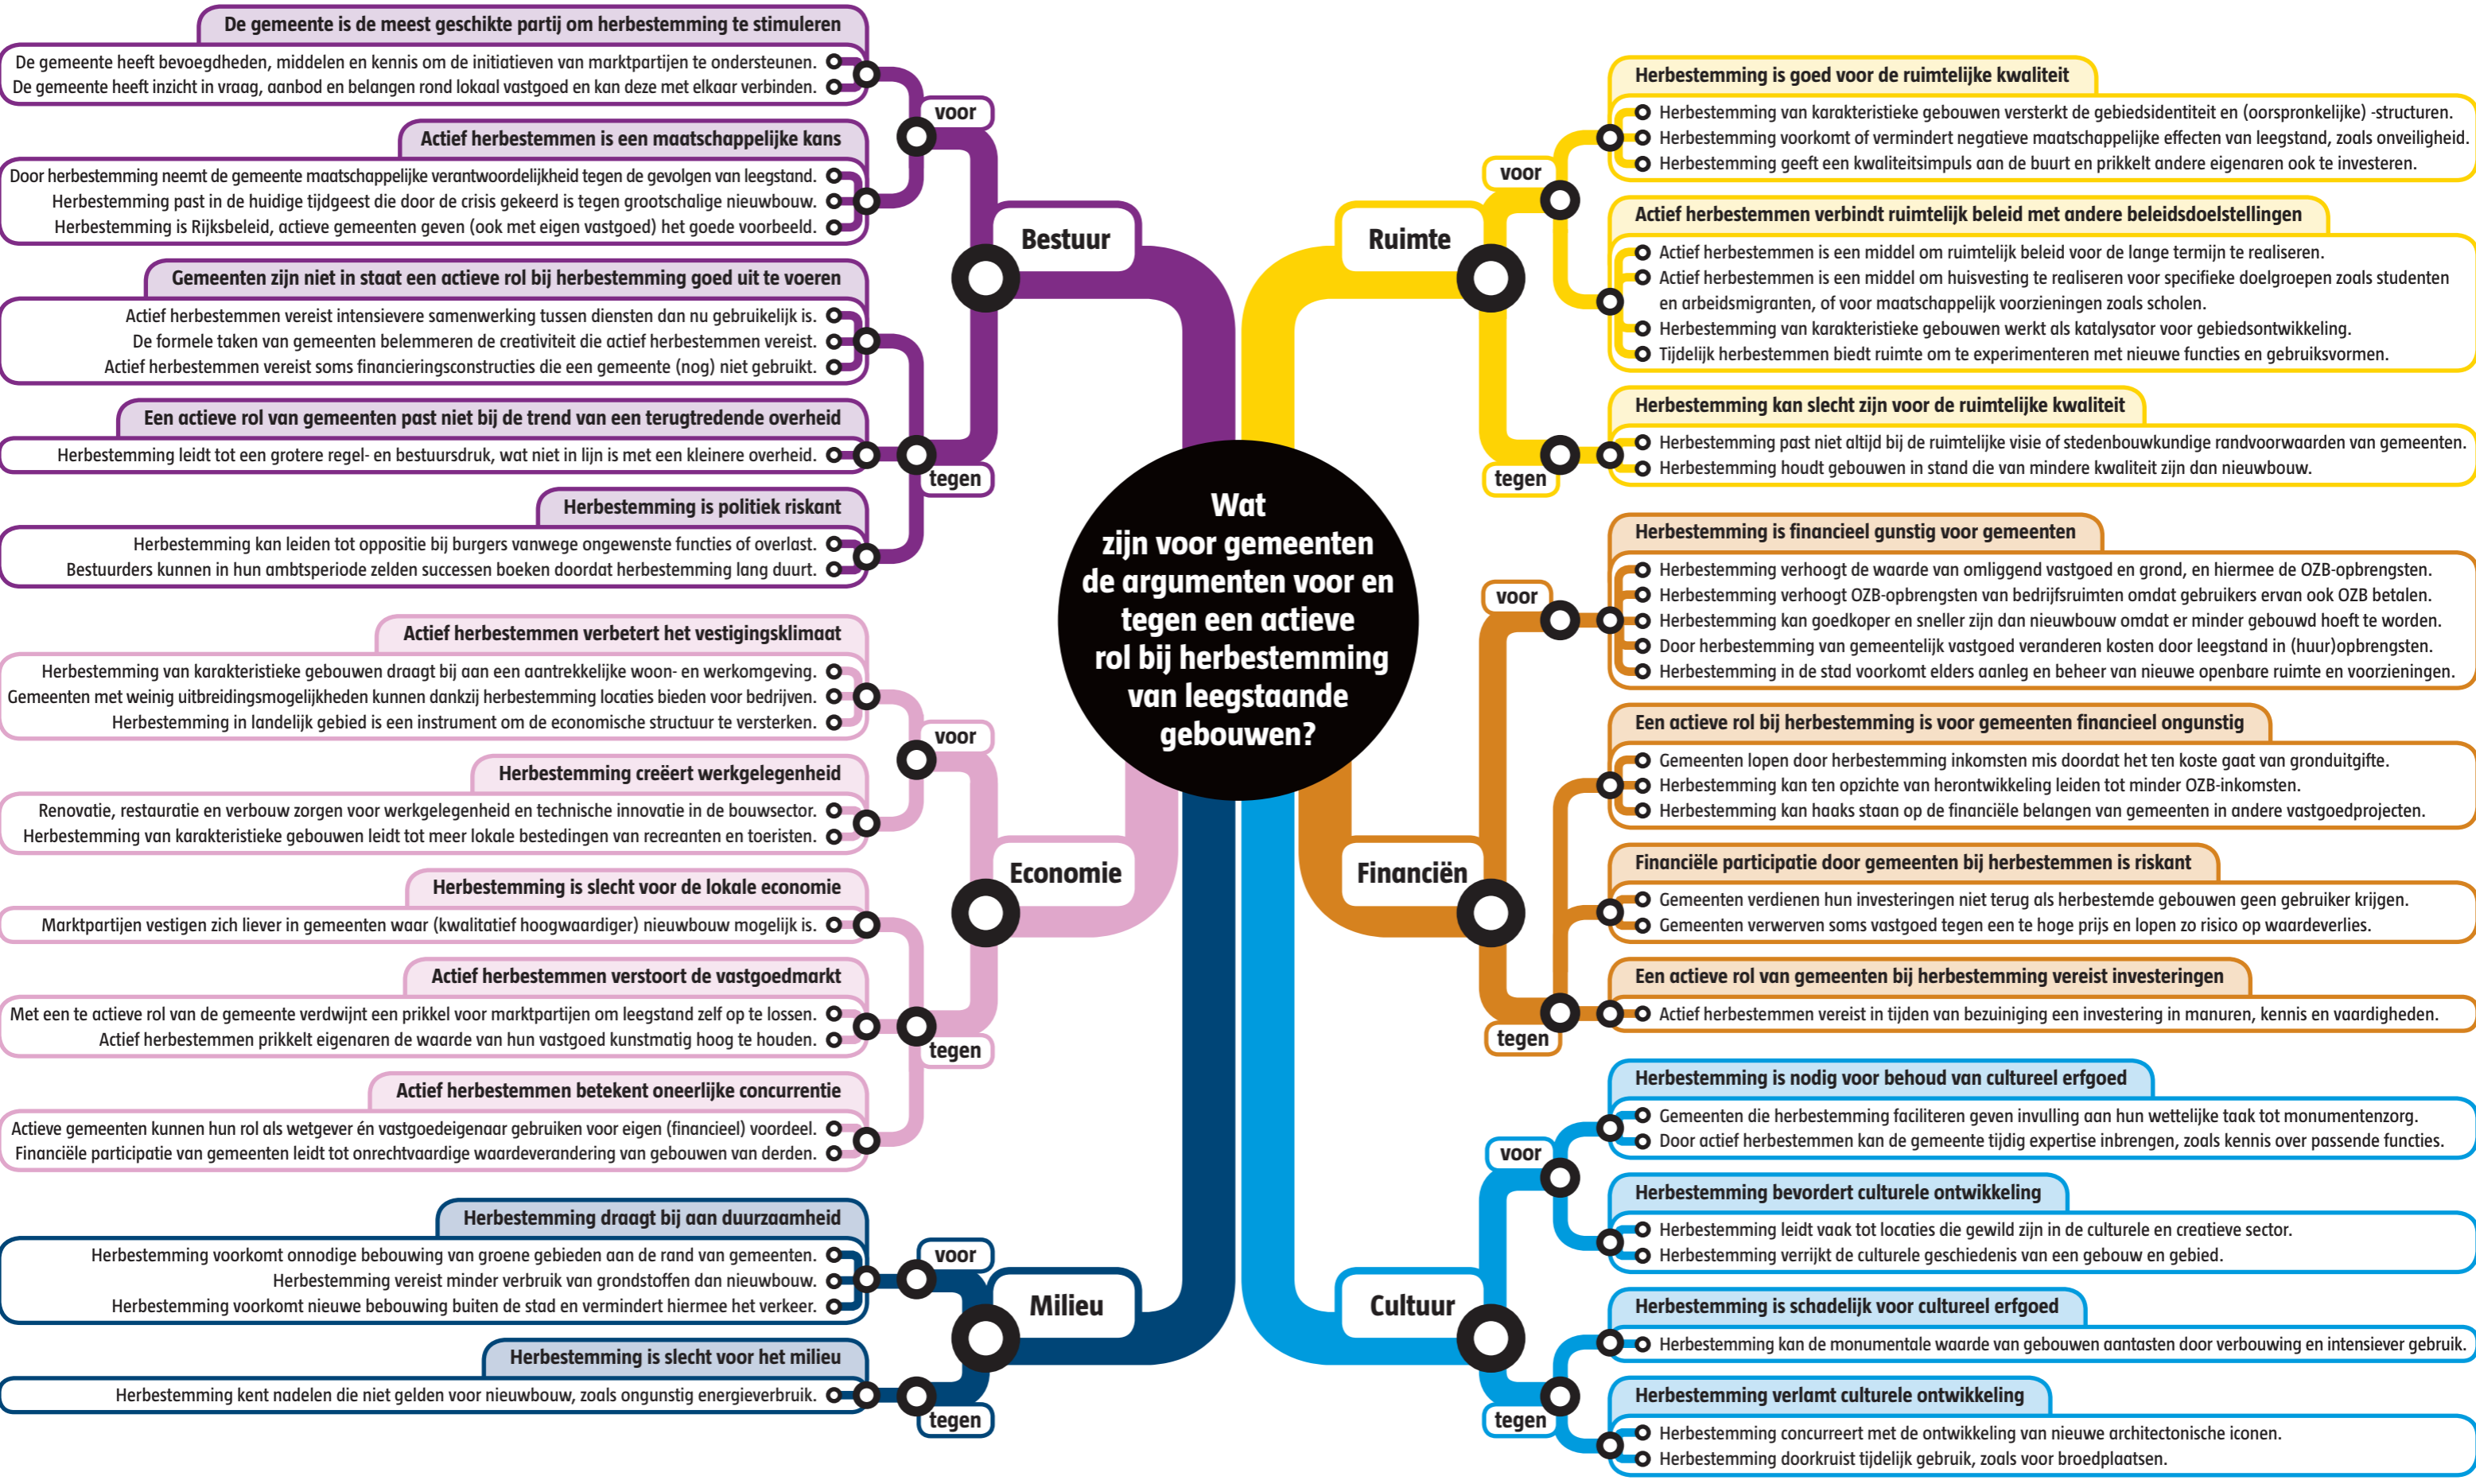 Wat
zijn voor gemeenten
de argumenten voor en
tegen een actieve
rol bij herbestemming
van leegstaande
gebouwen?
Bestuur
voor
De gemeente is de meest geschikte partij om herbestemming te stimuleren
De gemeente heeft bevoegdheden, middelen en kennis om de initiatieven van marktpartijen te ondersteunen.
De gemeente heeft inzicht in vraag, aanbod en belangen rond lokaal vastgoed en kan deze met elkaar verbinden.
Actief herbestemmen is een maatschappelijke kans
Door herbestemming neemt de gemeente maatschappelijke verantwoordelijkheid tegen de gevolgen van leegstand.
Herbestemming past in de huidige tijdgeest die door de crisis gekeerd is tegen grootschalige nieuwbouw.
Herbestemming is Rijksbeleid, actieve gemeenten geven (ook met eigen vastgoed) het goede voorbeeld.
tegen
Gemeenten zijn niet in staat een actieve rol bij herbestemming goed uit te voeren
Actief herbestemmen vereist intensievere samenwerking tussen diensten dan nu gebruikelijk is.
De formele taken van gemeenten belemmeren de creativiteit die actief herbestemmen vereist.
Actief herbestemmen vereist soms financieringsconstructies die een gemeente (nog) niet gebruikt.
Een actieve rol van gemeenten past niet bij de trend van een terugtredende overheid
Herbestemming leidt tot een grotere regel- en bestuursdruk, wat niet in lijn is met een kleinere overheid.
Herbestemming is politiek riskant
Herbestemming kan leiden tot oppositie bij burgers vanwege ongewenste functies of overlast.
Bestuurders kunnen in hun ambtsperiode zelden successen boeken doordat herbestemming lang duurt.
Economie
voor
Actief herbestemmen verbetert het vestigingsklimaat
Herbestemming van karakteristieke gebouwen draagt bij aan een aantrekkelijke woon- en werkomgeving.
Gemeenten met weinig uitbreidingsmogelijkheden kunnen dankzij herbestemming locaties bieden voor bedrijven.
Herbestemming in landelijk gebied is een instrument om de economische structuur te versterken.
Herbestemming creëert werkgelegenheid
Renovatie, restauratie en verbouw zorgen voor werkgelegenheid en technische innovatie in de bouwsector.
Herbestemming van karakteristieke gebouwen leidt tot meer lokale bestedingen van recreanten en toeristen.
tegen
Herbestemming is slecht voor de lokale economie
Marktpartijen vestigen zich liever in gemeenten waar (kwalitatief hoogwaardiger) nieuwbouw mogelijk is.
Actief herbestemmen verstoort de vastgoedmarkt
Met een te actieve rol van de gemeente verdwijnt een prikkel voor marktpartijen om leegstand zelf op te lossen.
Actief herbestemmen prikkelt eigenaren de waarde van hun vastgoed kunstmatig hoog te houden.
Actief herbestemmen betekent oneerlijke concurrentie
Actieve gemeenten kunnen hun rol als wetgever én vastgoedeigenaar gebruiken voor eigen (financieel) voordeel.
Financiële participatie van gemeenten leidt tot onrechtvaardige waardeverandering van gebouwen van derden.
Milieu
voor
Herbestemming draagt bij aan duurzaamheid
Herbestemming voorkomt onnodige bebouwing van groene gebieden aan de rand van gemeenten.
Herbestemming vereist minder verbruik van grondstoffen dan nieuwbouw.
Herbestemming voorkomt nieuwe bebouwing buiten de stad en vermindert hiermee het verkeer.
tegen
Herbestemming is slecht voor het milieu
Herbestemming kent nadelen die niet gelden voor nieuwbouw, zoals ongunstig energieverbruik.
Ruimte
voor
Herbestemming is goed voor de ruimtelijke kwaliteit
Herbestemming van karakteristieke gebouwen versterkt de gebiedsidentiteit en (oorspronkelijke) -structuren.
Herbestemming voorkomt of vermindert negatieve maatschappelijke effecten van leegstand, zoals onveiligheid.
Herbestemming geeft een kwaliteitsimpuls aan de buurt en prikkelt andere eigenaren ook te investeren.
Actief herbestemmen verbindt ruimtelijk beleid met andere beleidsdoelstellingen
Actief herbestemmen is een middel om ruimtelijk beleid voor de lange termijn te realiseren.
Actief herbestemmen is een middel om huisvesting te realiseren voor specifieke doelgroepen zoals studenten
en arbeidsmigranten, of voor maatschappelijk voorzieningen zoals scholen.
Herbestemming van karakteristieke gebouwen werkt als katalysator voor gebiedsontwikkeling.
Tijdelijk herbestemmen biedt ruimte om te experimenteren met nieuwe functies en gebruiksvormen.
tegen
Herbestemming kan slecht zijn voor de ruimtelijke kwaliteit
Herbestemming past niet altijd bij de ruimtelijke visie of stedenbouwkundige randvoorwaarden van gemeenten.
Herbestemming houdt gebouwen in stand die van mindere kwaliteit zijn dan nieuwbouw.
Financiën
voor
Herbestemming is financieel gunstig voor gemeenten
Herbestemming verhoogt de waarde van omliggend vastgoed en grond, en hiermee de OZB-opbrengsten.
Herbestemming verhoogt OZB-opbrengsten van bedrijfsruimten omdat gebruikers ervan ook OZB betalen.
Herbestemming kan goedkoper en sneller zijn dan nieuwbouw omdat er minder gebouwd hoeft te worden.
Door herbestemming van gemeentelijk vastgoed veranderen kosten door leegstand in (huur)opbrengsten.
Herbestemming in de stad voorkomt elders aanleg en beheer van nieuwe openbare ruimte en voorzieningen.
tegen
Een actieve rol bij herbestemming is voor gemeenten financieel ongunstig
Gemeenten lopen door herbestemming inkomsten mis doordat het ten koste gaat van gronduitgifte.
Herbestemming kan ten opzichte van herontwikkeling leiden tot minder OZB-inkomsten.
Herbestemming kan haaks staan op de financiële belangen van gemeenten in andere vastgoedprojecten.
Financiële participatie door gemeenten bij herbestemmen is riskant
Gemeenten verdienen hun investeringen niet terug als herbestemde gebouwen geen gebruiker krijgen.
Gemeenten verwerven soms vastgoed tegen een te hoge prijs en lopen zo risico op waardeverlies.
Een actieve rol van gemeenten bij herbestemming vereist investeringen
Actief herbestemmen vereist in tijden van bezuiniging een investering in manuren, kennis en vaardigheden.
Cultuur
voor
Herbestemming is nodig voor behoud van cultureel erfgoed
Gemeenten die herbestemming faciliteren geven invulling aan hun wettelijke taak tot monumentenzorg.
Door actief herbestemmen kan de gemeente tijdig expertise inbrengen, zoals kennis over passende functies.
Herbestemming bevordert culturele ontwikkeling
Herbestemming leidt vaak tot locaties die gewild zijn in de culturele en creatieve sector.
Herbestemming verrijkt de culturele geschiedenis van een gebouw en gebied.
tegen
Herbestemming is schadelijk voor cultureel erfgoed
Herbestemming kan de monumentale waarde van gebouwen aantasten door verbouwing en intensiever gebruik.
Herbestemming verlamt culturele ontwikkeling
Herbestemming concurreert met de ontwikkeling van nieuwe architectonische iconen.
Herbestemming doorkruist tijdelijk gebruik, zoals voor broedplaatsen.